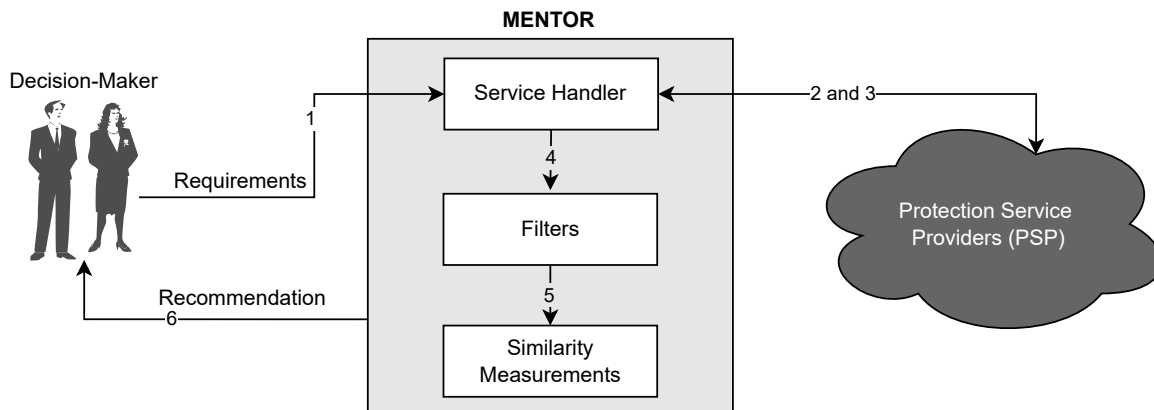 MENTOR
Decision-Maker
Service Handler
2 and 3
1
4
Requirements
Protection Service
Providers (PSP)
Filters
5
Recommendation
6
Similarity
Measurements